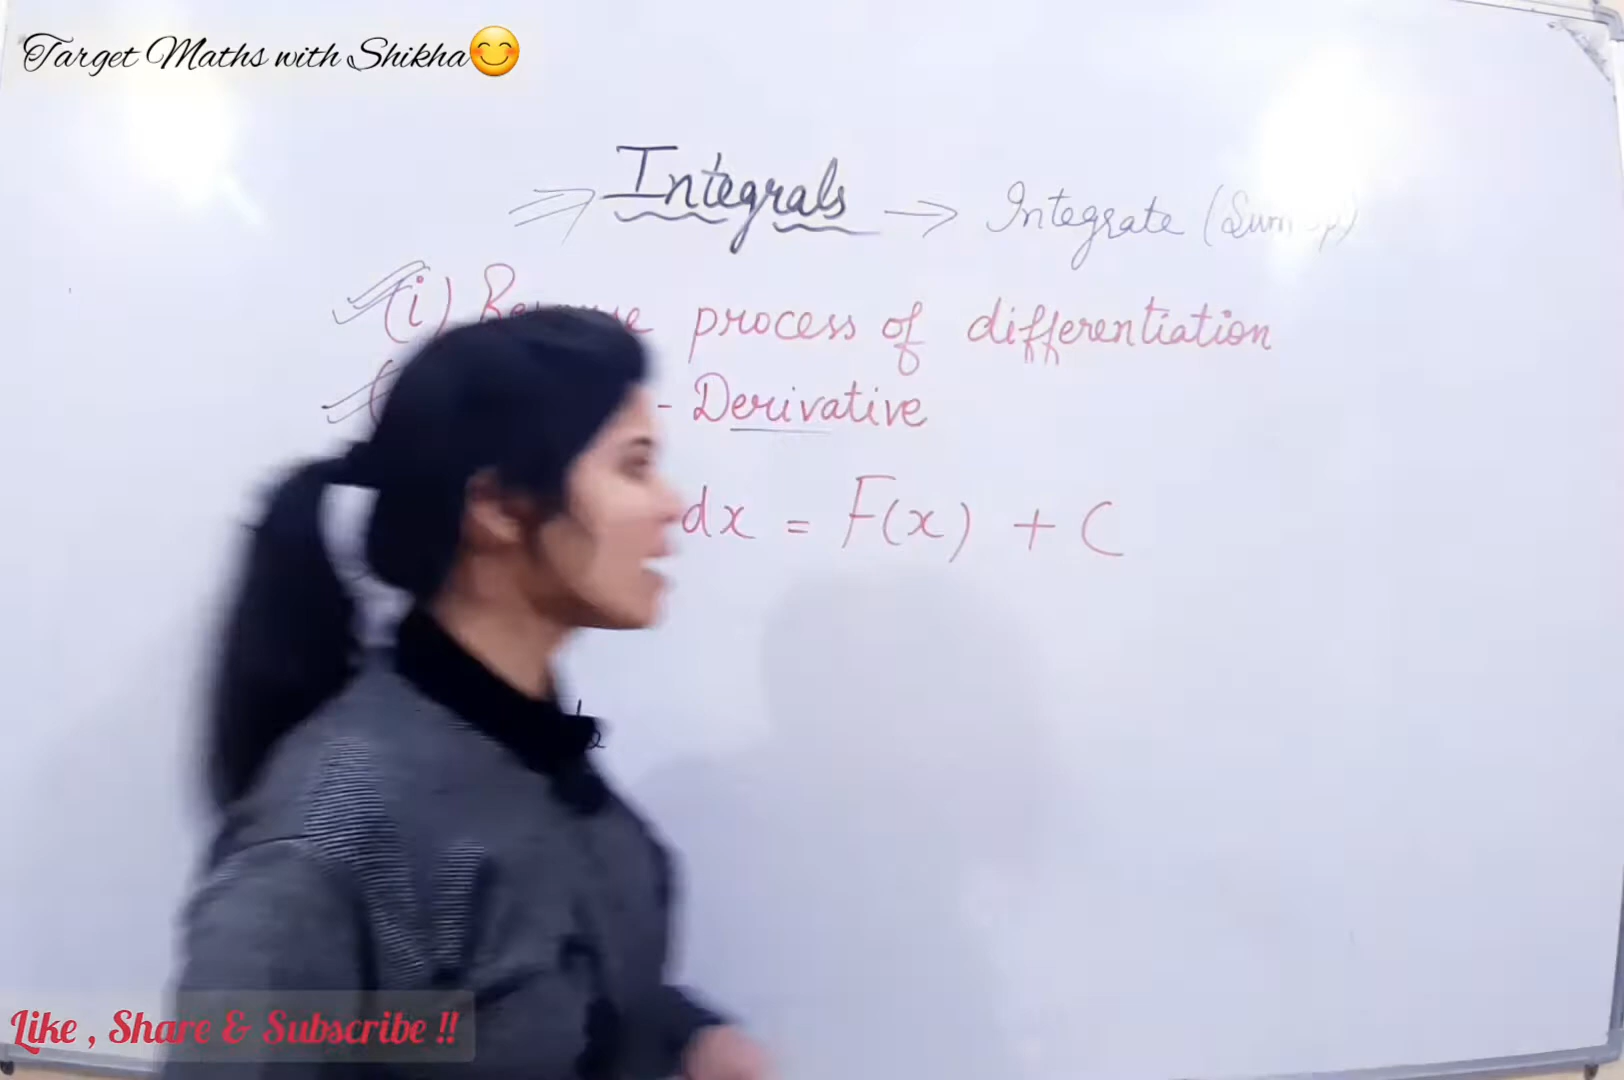 Target Maths with Shikha😊
⇒ Integrals → Integrate (Sum
(i) process of differentiation
- Derivative
dx = F(x) + C
Like , Share & Subscribe !!